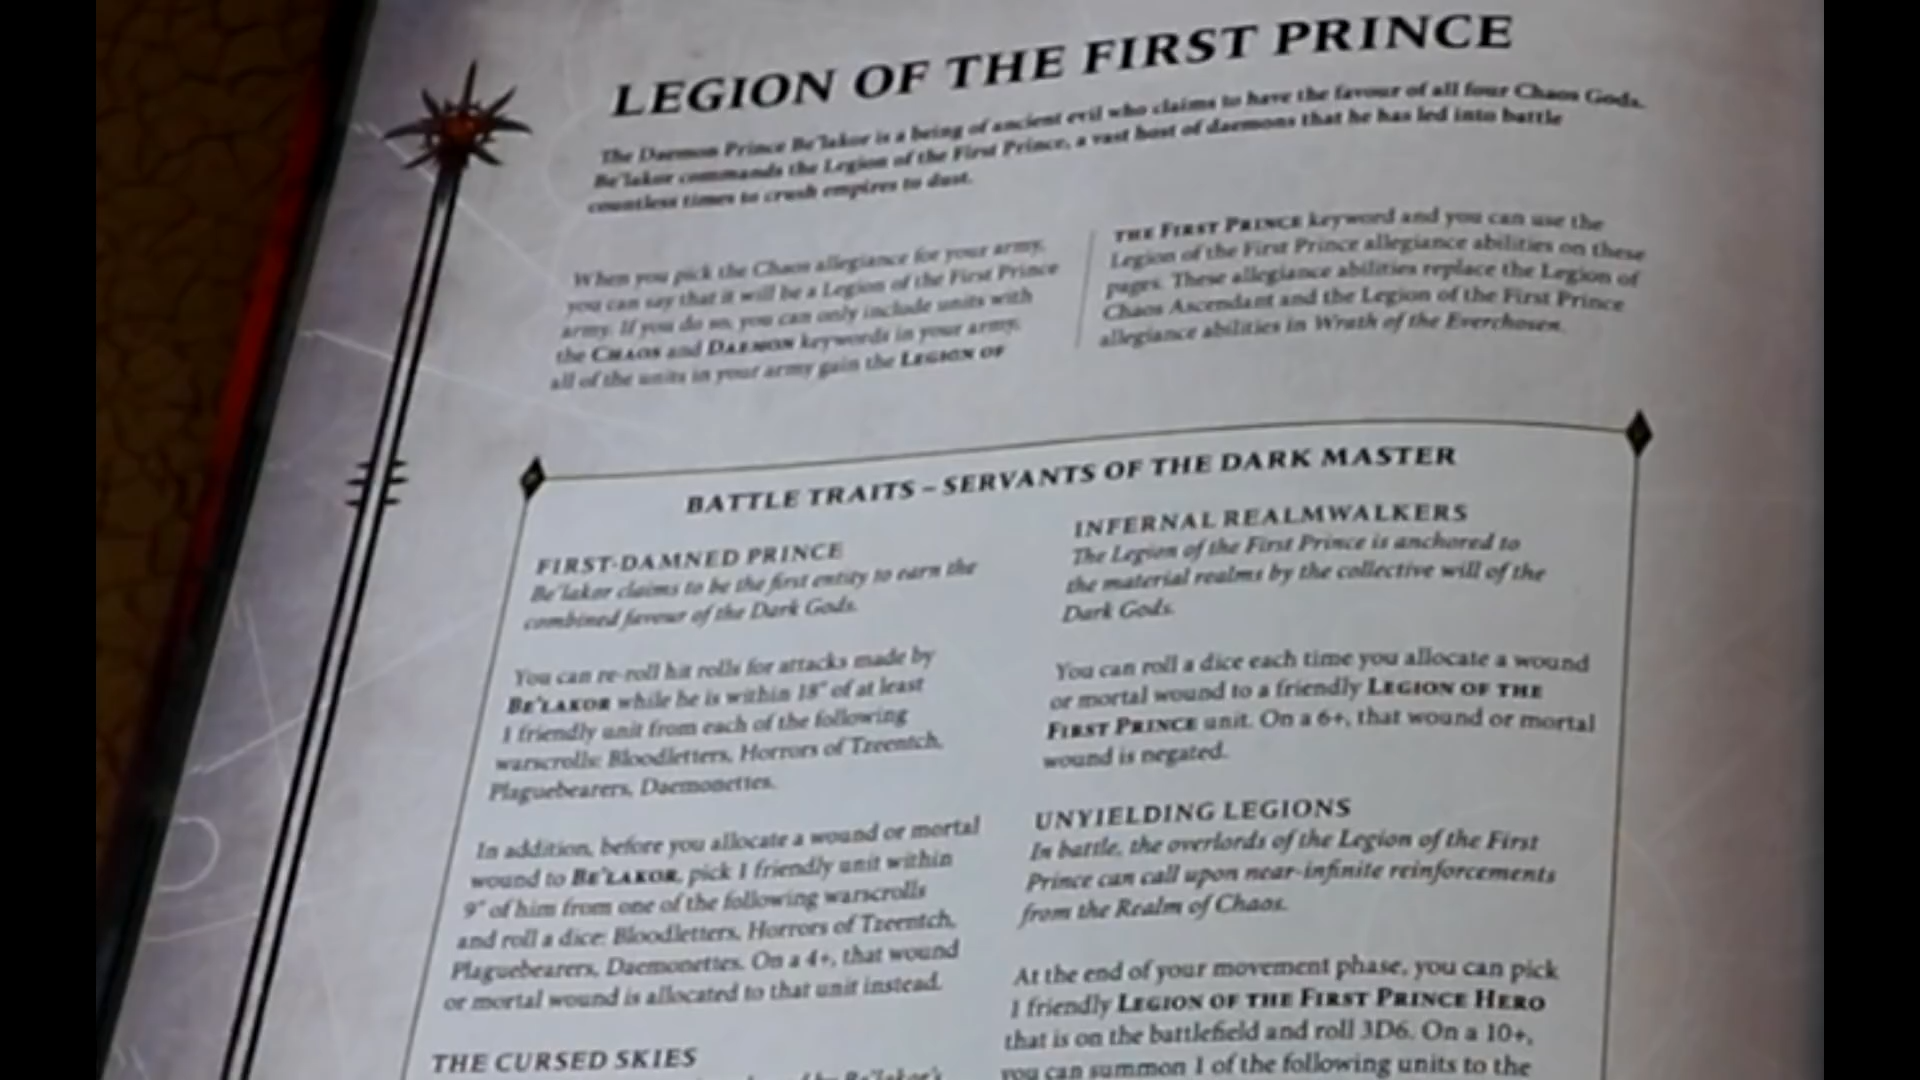 LEGION OF THE FIRST PRINCE
The Daemon Prince Be'lakor is a being of ancient evil who claims to have the favour of all four Chaos Gods.
Be'lakor commands the Legion of the First Prince, a vast host of daemons that he has led into battle
countless times to crush empires to dust.
When you pick the Chaos allegiance for your army,
you can say that it will be a Legion of the First Prince
army. If you do so, you can only include units with
the CHAOS and DAEMON keywords in your army,
all of the units in your army gain the LEGION OF
THE FIRST PRINCE keyword and you can use the
Legion of the First Prince allegiance abilities on these
pages. These allegiance abilities replace the Legion of
Chaos Ascendant and the Legion of the First Prince
allegiance abilities in Wrath of the Everchosen.
BATTLE TRAITS – SERVANTS OF THE DARK MASTER
FIRST-DAMNED PRINCE
Be'lakor claims to be the first entity to earn the
combined favour of the Dark Gods.
You can re-roll hit rolls for attacks made by
BE'LAKOR while he is within 18" of at least
1 friendly unit from each of the following
warscrolls: Bloodletters, Horrors of Tzeentch,
Plaguebearers, Daemonettes.
In addition, before you allocate a wound or mortal
wound to BE'LAKOR, pick 1 friendly unit within
9" of him from one of the following warscrolls
and roll a dice: Bloodletters, Horrors of Tzeentch,
Plaguebearers, Daemonettes. On a 4+, that wound
or mortal wound is allocated to that unit instead.
THE CURSED SKIES
by Be'lakor's
INFERNAL REALMWALKERS
The Legion of the First Prince is anchored to
the material realms by the collective will of the
Dark Gods.
You can roll a dice each time you allocate a wound
or mortal wound to a friendly LEGION OF THE
FIRST PRINCE unit. On a 6+, that wound or mortal
wound is negated.
UNYIELDING LEGIONS
In battle, the overlords of the Legion of the First
Prince can call upon near-infinite reinforcements
from the Realm of Chaos.
At the end of your movement phase, you can pick
1 friendly LEGION OF THE FIRST PRINCE HERO
that is on the battlefield and roll 3D6. On a 10+,
you can summon 1 of the following units to the